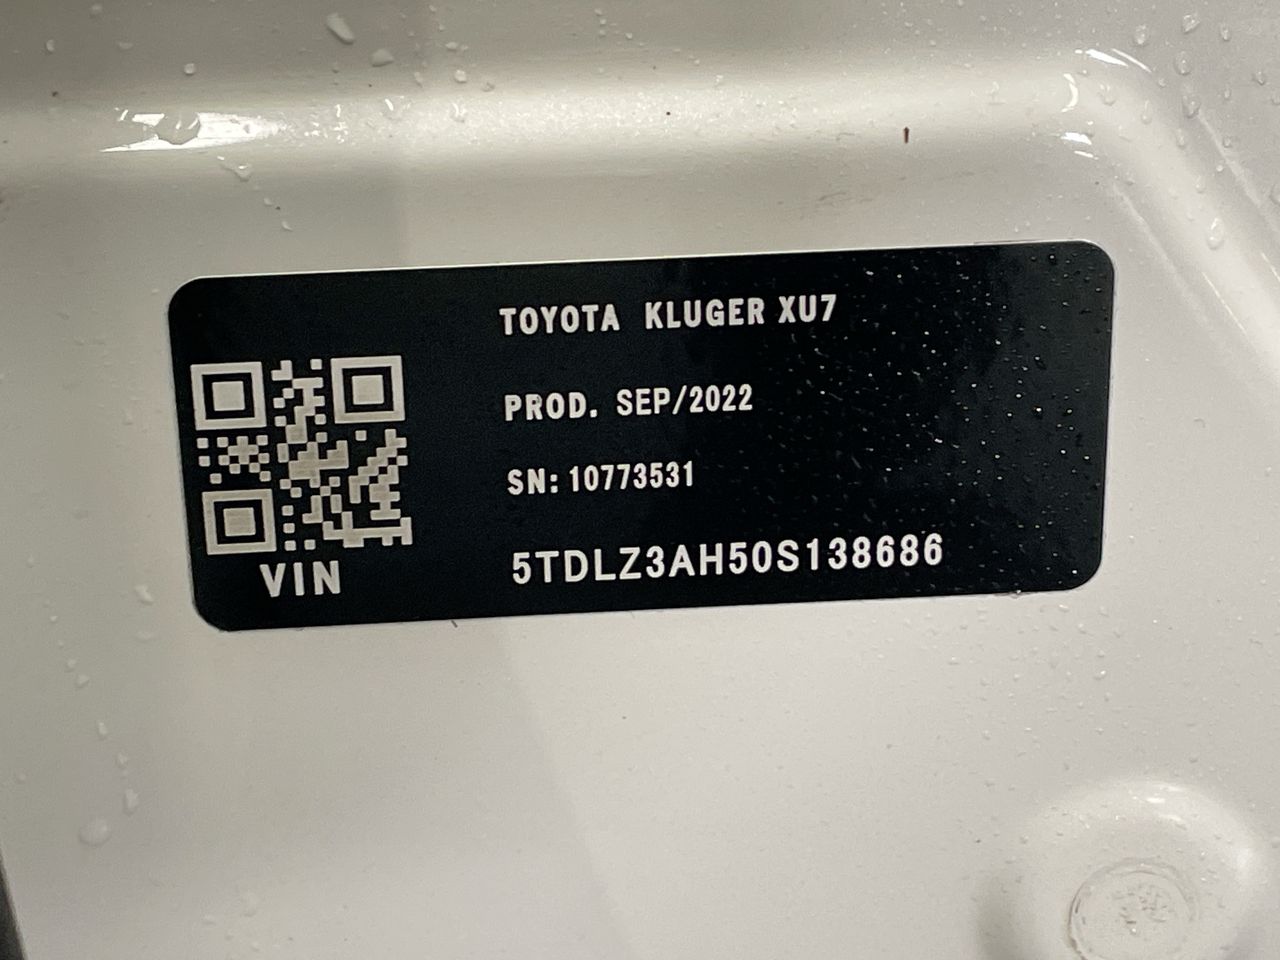 TOYOTA KLUGER XU7
PROD. SEP/2022
SN: 10773531
5TDLZ3AH50S138686
VIN